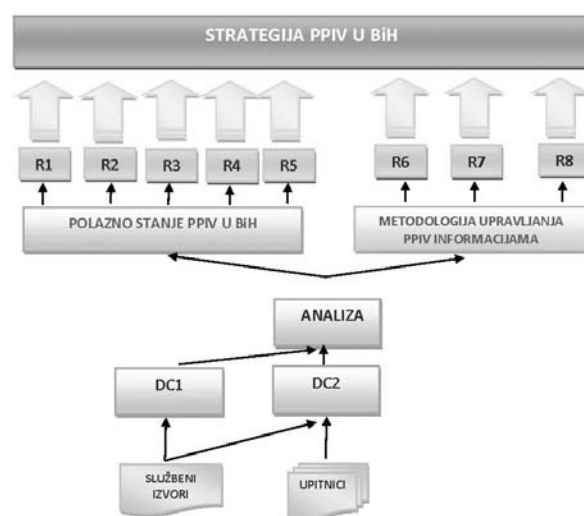 STRATEGIJA PPIV U BiH
R1 R2 R3 R4 R5 R6 R7 R8
POLAZNO STANJE PPIV U BiH
METODOLOGIJA UPRAVLJANJA
PPIV INFORMACIJAMA
ANALIZA
DC1 DC2
SLUŽBENI
IZVORI
UPITNICI